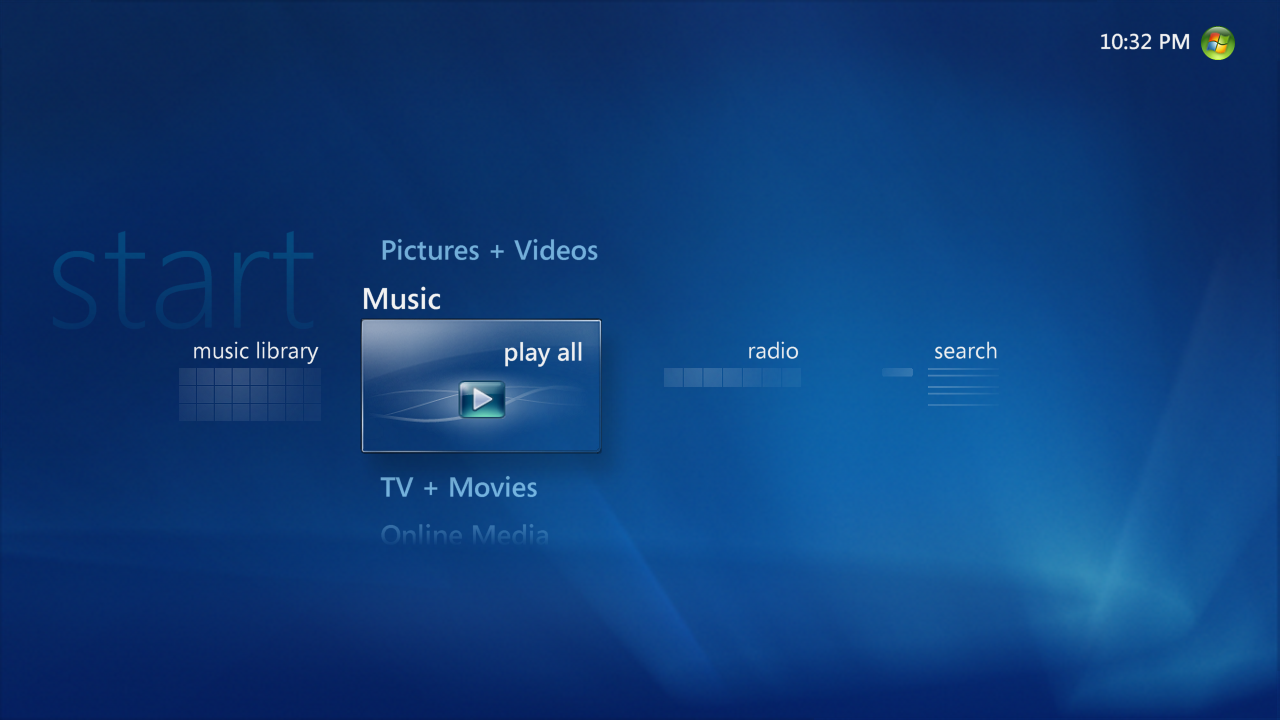 10:32 PM
start
Pictures + Videos
Music
music library
play all
radio
search
TV + Movies
Online Media